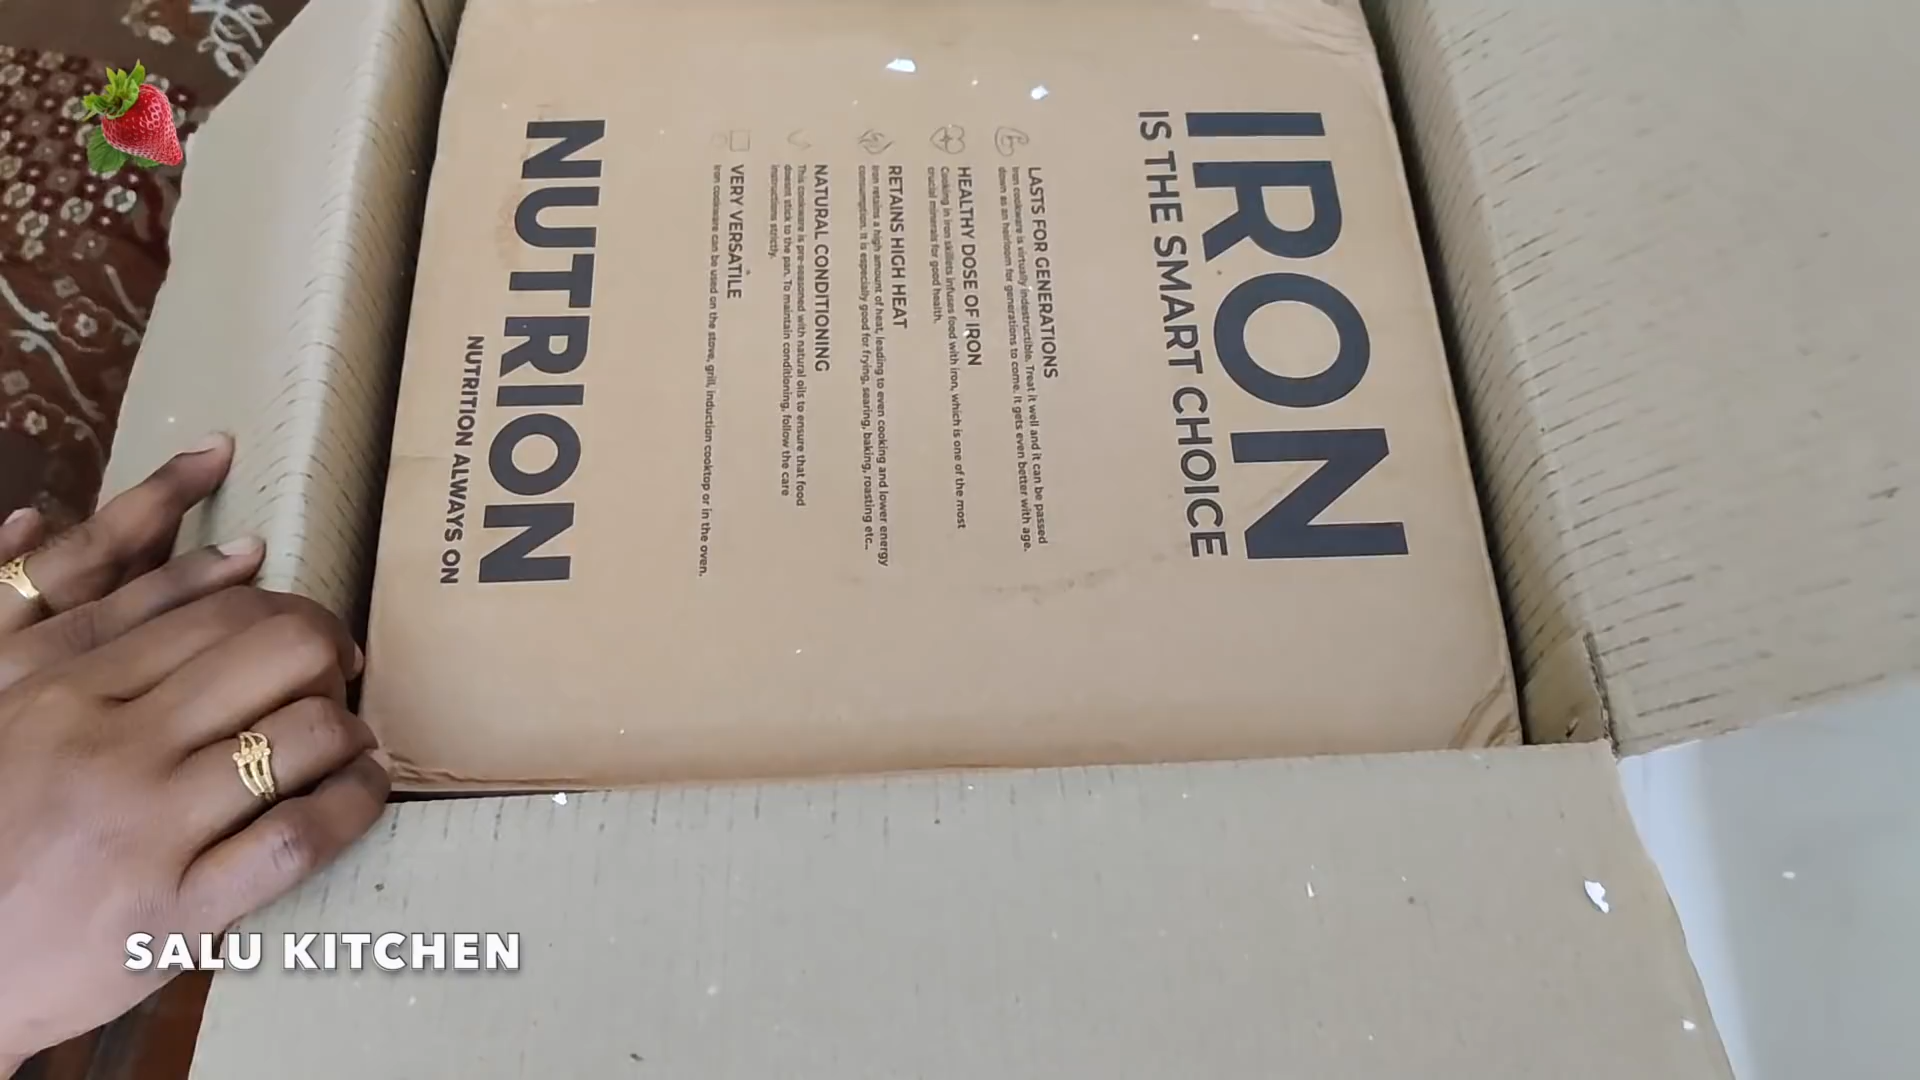 IRON
IS THE SMART CHOICE
LASTS FOR GENERATIONS
Iron cookware is virtually indestructible. Treat it well and it can be passed
down as an heirloom for generations to come. It gets even better with age.
HEALTHY DOSE OF IRON
Cooking in iron skillets infuses food with iron, which is one of the most
crucial minerals for good health.
RETAINS HIGH HEAT
Iron retains a high amount of heat, leading to even cooking and lower energy
consumption. It is especially good for frying, searing, baking, roasting etc..
NATURAL CONDITIONING
This cookware is pre-seasoned with natural oils to ensure that food
doesnt stick to the pan. To maintain conditioning, follow the care
instructions strictly.
VERY VERSATILE
Iron cookware can be used on the stove, grill, induction cooktop or in the oven.
NUTRION
NUTRITION ALWAYS ON
SALU KITCHEN